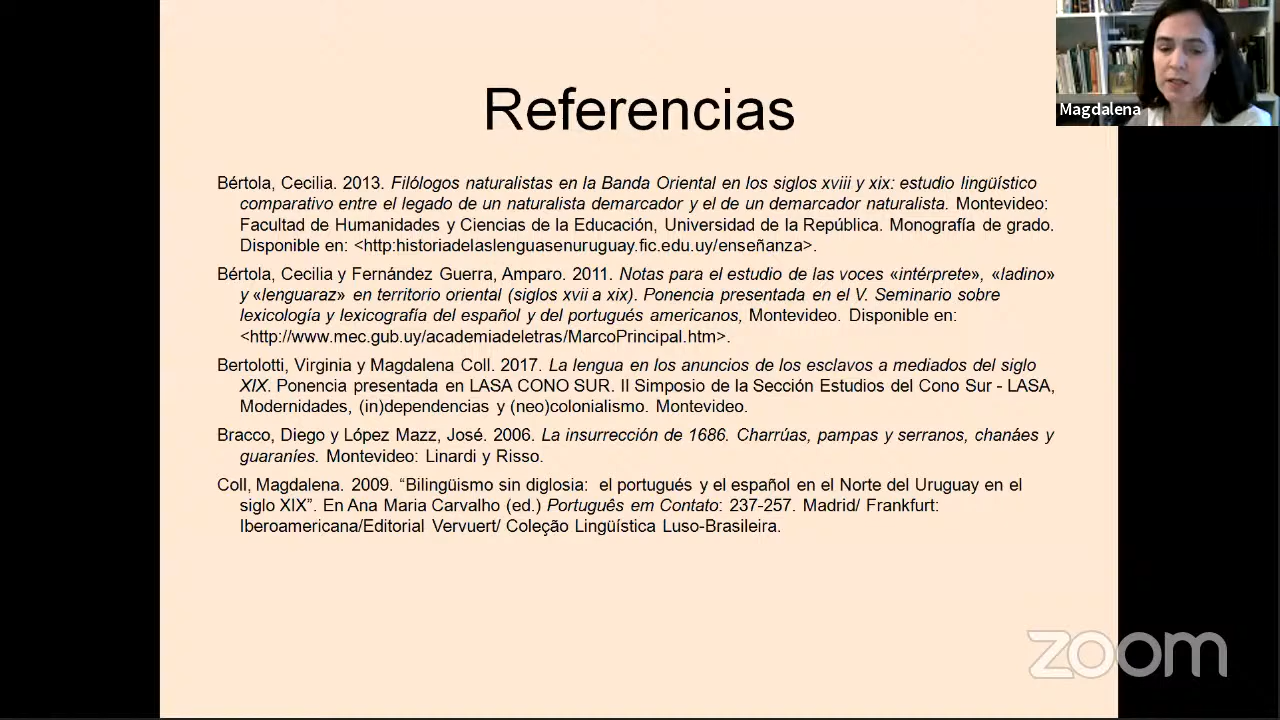 Referencias
Magdalena
Bértola, Cecilia. 2013. Filólogos naturalistas en la Banda Oriental en los siglos xviii y xix: estudio lingüístico
comparativo entre el legado de un naturalista demarcador y el de un demarcador naturalista. Montevideo:
Facultad de Humanidades y Ciencias de la Educación, Universidad de la República. Monografía de grado.
Disponible en: <http:historiadelaslenguasenuruguay.fic.edu.uy/enseñanza>.
Bértola, Cecilia y Fernández Guerra, Amparo. 2011. Notas para el estudio de las voces «intérprete», «ladino»
y «lenguaraz» en territorio oriental (siglos xvii a xix). Ponencia presentada en el V. Seminario sobre
lexicología y lexicografía del español y del portugués americanos, Montevideo. Disponible en:
<http://www.mec.gub.uy/academiadeletras/MarcoPrincipal.htm>.
Bertolotti, Virginia y Magdalena Coll. 2017. La lengua en los anuncios de los esclavos a mediados del siglo
XIX. Ponencia presentada en LASA CONO SUR. II Simposio de la Sección Estudios del Cono Sur - LASA,
Modernidades, (in)dependencias y (neo)colonialismo. Montevideo.
Bracco, Diego y López Mazz, José. 2006. La insurrección de 1686. Charrúas, pampas y serranos, chanáes y
guaraníes. Montevideo: Linardi y Risso.
Coll, Magdalena. 2009. “Bilingüismo sin diglosia: el portugués y el español en el Norte del Uruguay en el
siglo XIX”. En Ana Maria Carvalho (ed.) Português em Contato: 237-257. Madrid/ Frankfurt:
Iberoamericana/Editorial Vervuert/ Coleção Lingüística Luso-Brasileira.
zoom